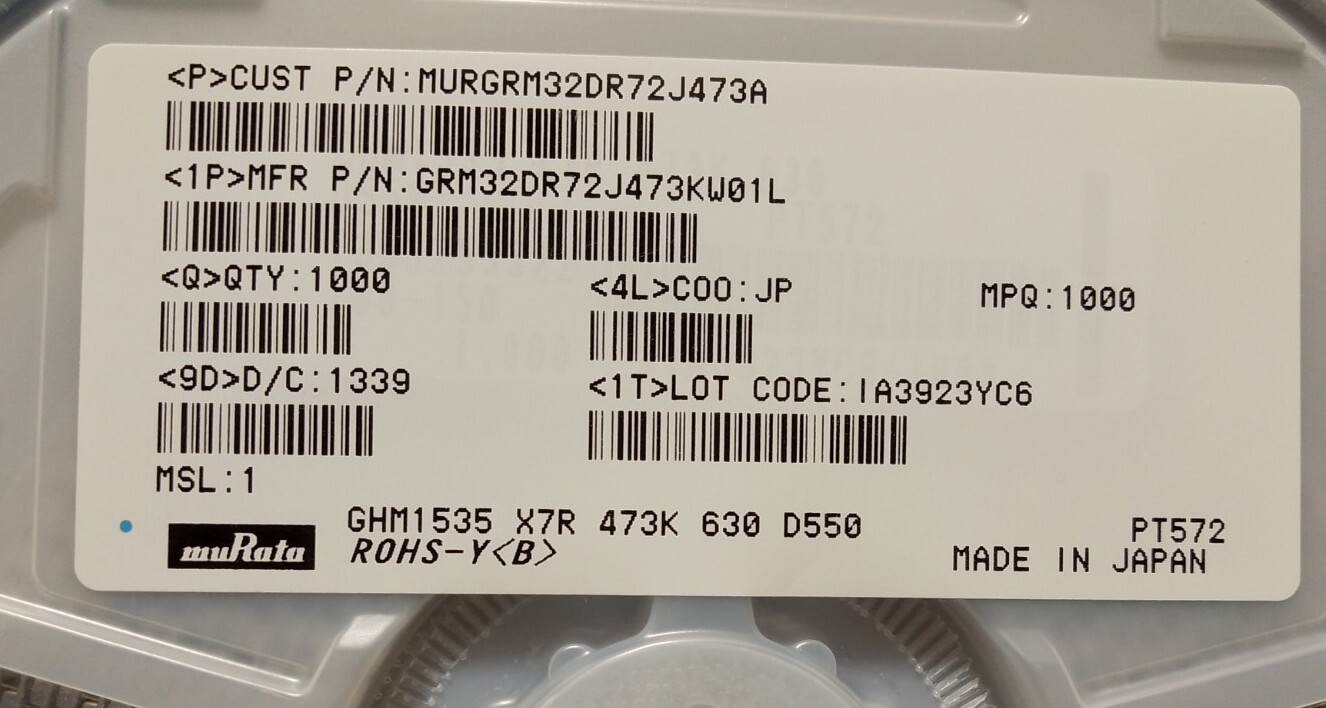 <P>CUST P/N:MURGRM32DR72J473A
<1P>MFR P/N:GRM32DR72J473KW01L
<Q>QTY:1000 <4L>COO:JP MPQ:1000
<9D>D/C:1339 <1T>LOT CODE:IA3923YC6
MSL:1
muRata GHM1535 X7R 473K 630 D550 PT572
ROHS-Y<B> MADE IN JAPAN